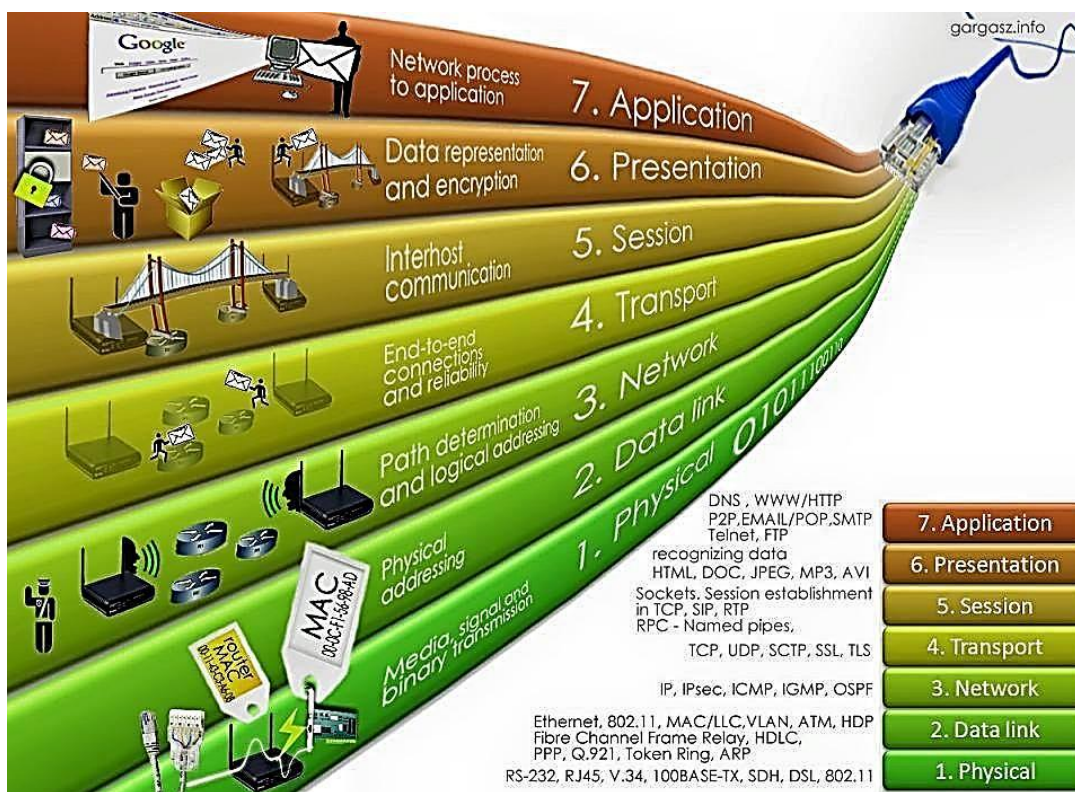 gargasz.info
Google
Network process
to application
7. Application
Data representation
and encryption
6. Presentation
Interhost
communication
5. Session
End-to-end
connections
and reliability
4. Transport
Path determination
and logical addressing
3. Network
Physical
addressing
2. Data link
Media, signal and
binary transmission
1. Physical
010111100110
MAC
router
MAC
DNS , WWW/HTTP
P2P,EMAIL/POP,SMTP
Telnet, FTP
7. Application
recognizing data
HTML, DOC, JPEG, MP3, AVI
6. Presentation
Sockets. Session establishment
in TCP, SIP, RTP
RPC - Named pipes,
5. Session
TCP, UDP, SCTP, SSL, TLS
4. Transport
IP, IPsec, ICMP, IGMP, OSPF
3. Network
Ethernet, 802.11, MAC/LLC,VLAN, ATM, HDP
Fibre Channel Frame Relay, HDLC,
PPP, Q.921, Token Ring, ARP
2. Data link
RS-232, RJ45, V.34, 100BASE-TX, SDH, DSL, 802.11
1. Physical